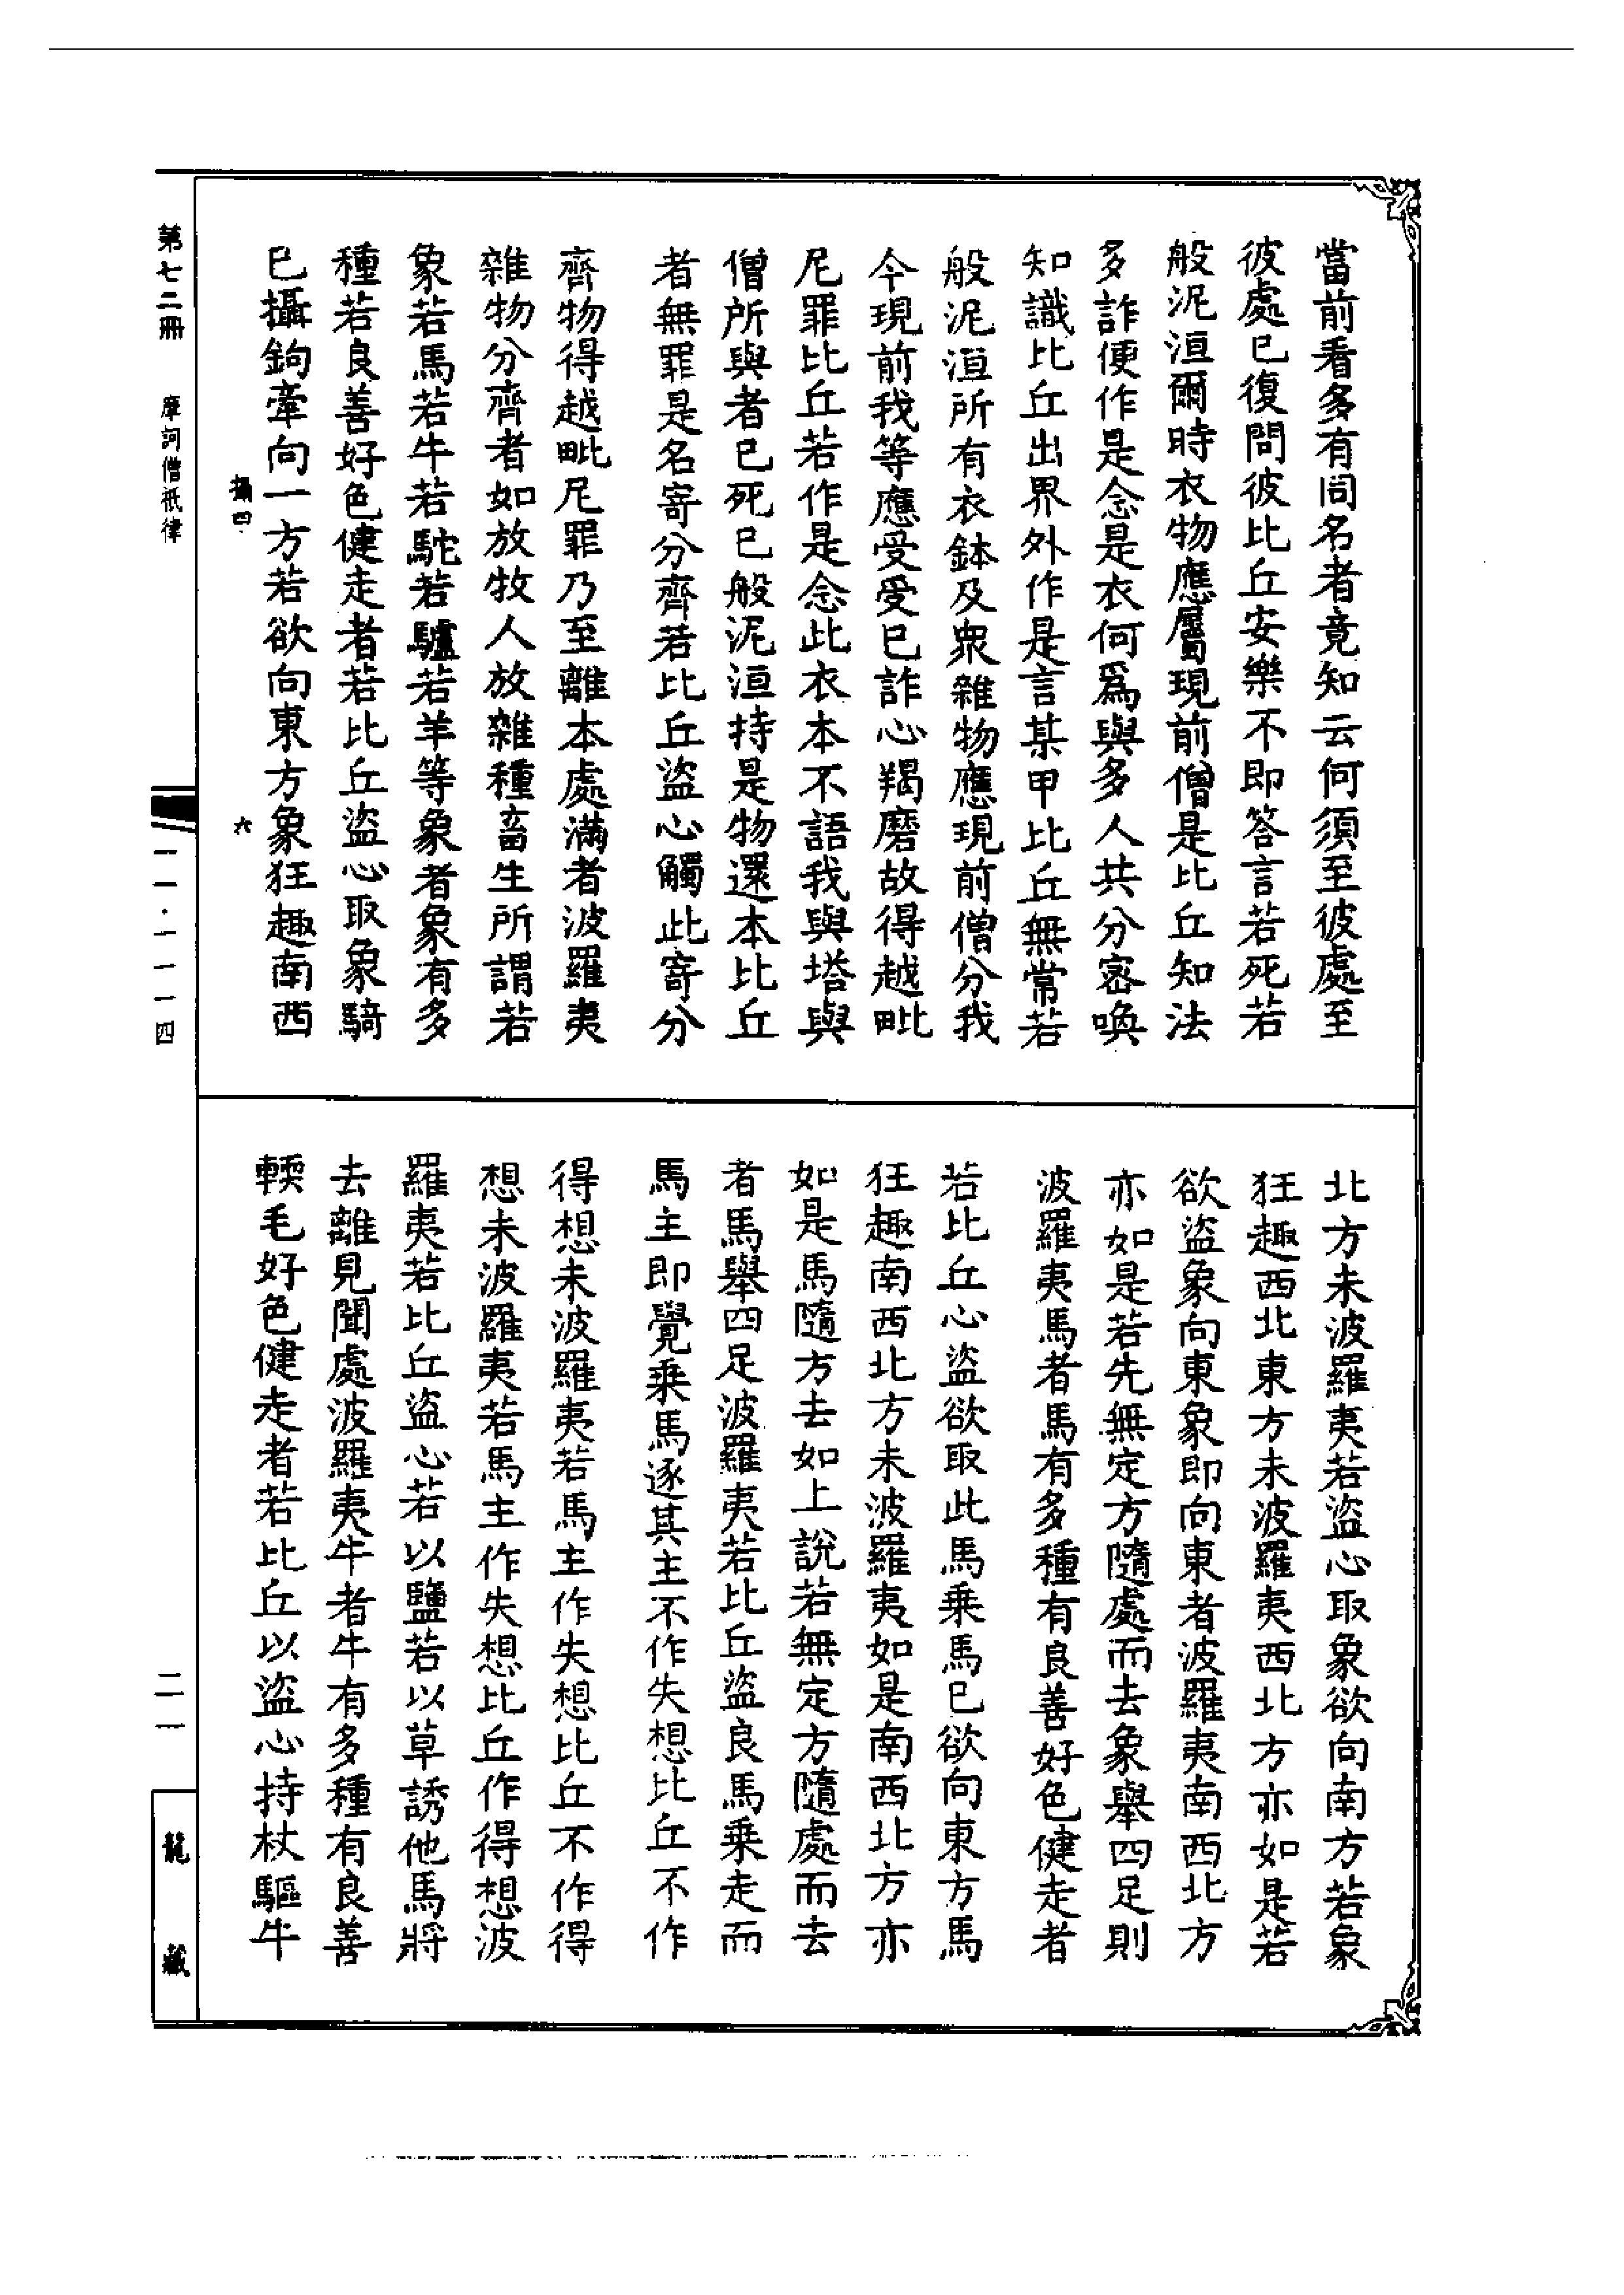 當前看多有同名者竟知云何須至彼處至
彼處已復問彼比丘安樂不即答言若死若
般泥洹爾時衣物應屬現前僧是比丘知法
多詐便作是念是衣何爲與多人共分密喚
知識比丘出界外作是言某甲比丘無常若
般泥洹所有衣鉢及衆雜物應現前僧分我
今現前我等應受受已詐心羯磨故得越毗
尼罪比丘若作是念此衣本不語我與塔與
僧所與者已死已般泥洹持是物還本比丘
者無罪是名寄分齊若比丘盜心觸此寄分
齊物得越毗尼罪乃至離本處滿者波羅夷
雜物分齊者如放牧人放雜種畜生所謂若
象若馬若牛若駝若驢若羊等象者象有多
種若良善好色健走者若比丘盜心取象騎
已攝鉤牽向一方若欲向東方象狂趣南西
攝四 六
北方未波羅夷若盜心取象欲向南方若象
狂趣西北東方未波羅夷西北方亦如是若
欲盜象向東象即向東者波羅夷南西北方
亦如是若先無定方隨處而去象舉四足則
波羅夷馬者馬有多種有良善好色健走者
若比丘心盜欲取此馬乘馬已欲向東方馬
狂趣南西北方未波羅夷如是南西北方亦
如是馬隨方去如上說若無定方隨處而去
者馬舉四足波羅夷若比丘盜良馬乘走而
馬主即覺乘馬逐其主不作失想比丘不作
得想未波羅夷若馬主作失想比丘不作得
想未波羅夷若馬主作失想比丘作得想波
羅夷若比丘盜心若以鹽若以草誘他馬將
去離見聞處波羅夷牛者牛有多種有良善
輭毛好色健走者若比丘以盜心持杖驅牛
第七二冊 摩訶僧祇律 一一·一一一四 二一 龍藏